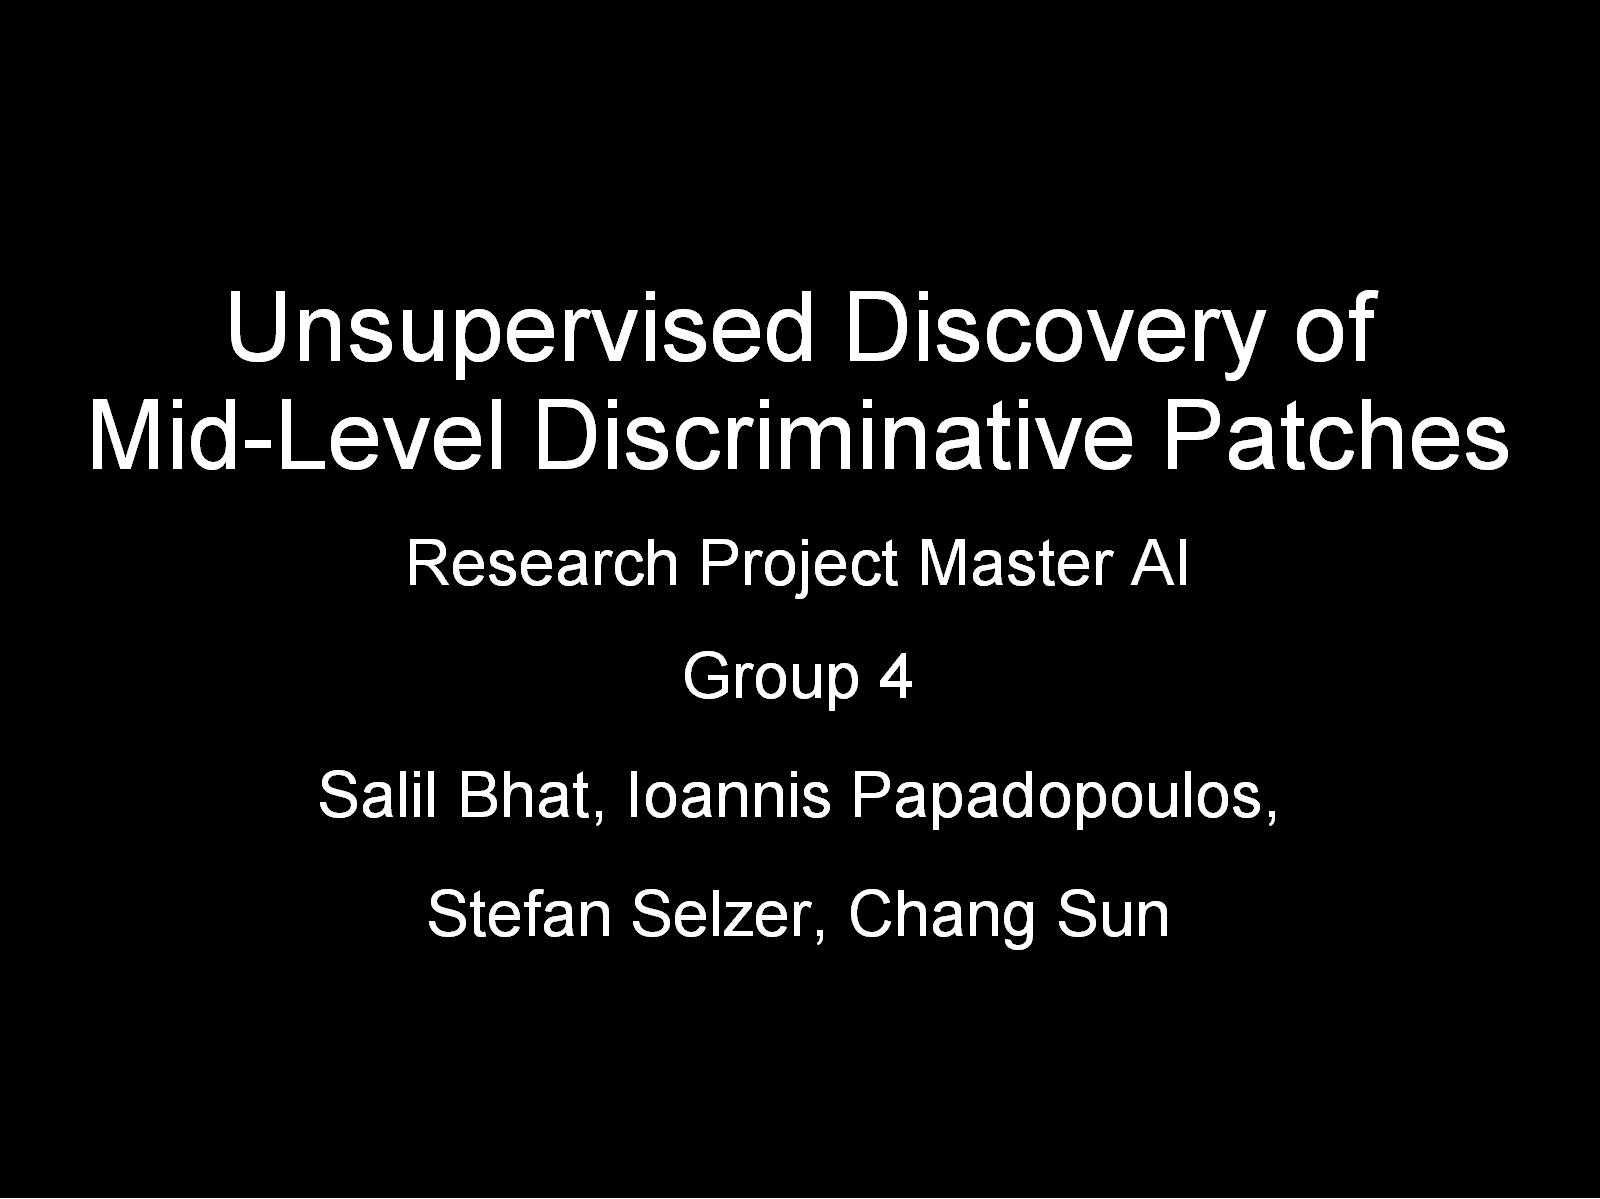 Unsupervised Discovery of
Mid-Level Discriminative Patches
Research Project Master AI
Group 4
Salil Bhat, Ioannis Papadopoulos,
Stefan Selzer, Chang Sun